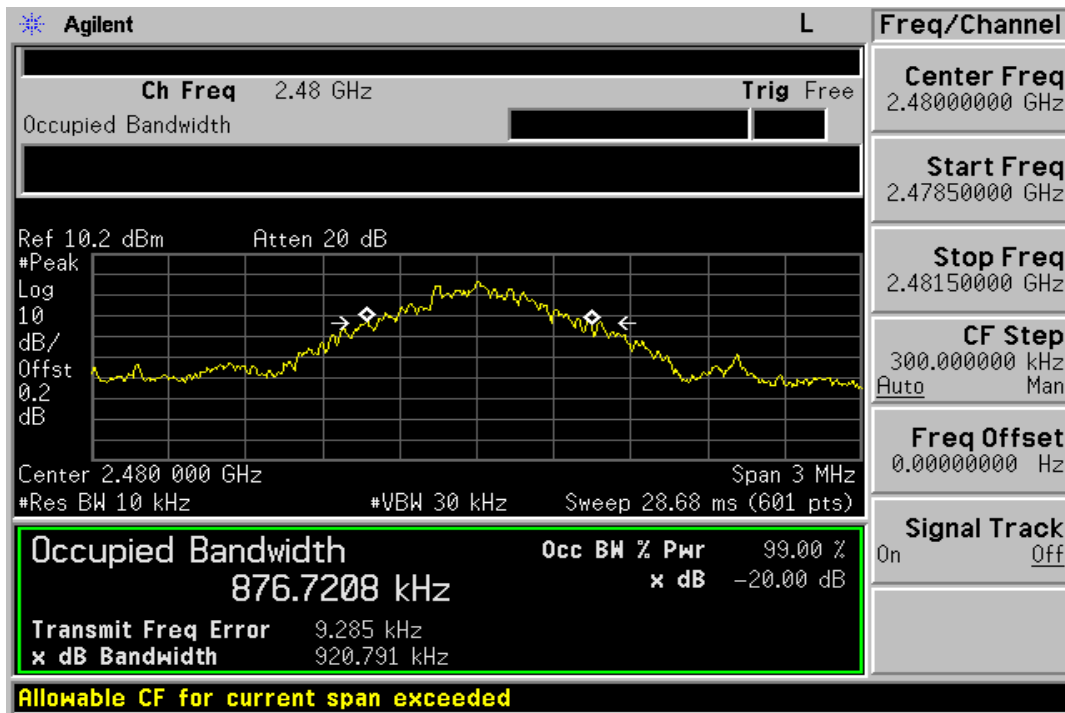 Agilent L Freq/Channel
Ch Freq 2.48 GHz Trig Free
Occupied Bandwidth
Center Freq
2.48000000 GHz
Start Freq
2.47850000 GHz
Stop Freq
2.48150000 GHz
CF Step
300.000000 kHz
Auto Man
Freq Offset
0.00000000 Hz
Signal Track
On Off
Ref 10.2 dBm Atten 20 dB
#Peak
Log
10
dB/
Offst
0.2
dB
Center 2.480 000 GHz Span 3 MHz
#Res BW 10 kHz #VBW 30 kHz Sweep 28.68 ms (601 pts)
Occupied Bandwidth Occ BW % Pwr 99.00 %
876.7208 kHz x dB -20.00 dB
Transmit Freq Error 9.285 kHz
x dB Bandwidth 920.791 kHz
Allowable CF for current span exceeded